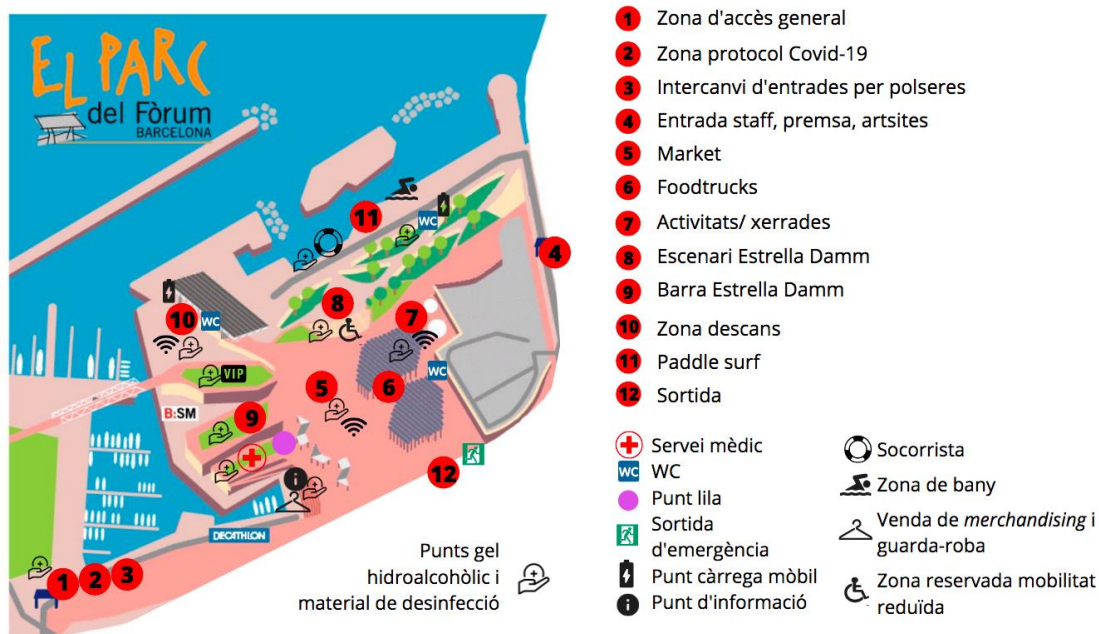 EL PARC
del Fòrum
BARCELONA
11
WC
4
8
10
WC
7
VIP
5
6
WC
B:SM
9
12
DECATHLON
1
2
3
Punts gel
hidroalcohòlic i
material de desinfecció
1 Zona d'accès general
2 Zona protocol Covid-19
3 Intercanvi d'entrades per polseres
4 Entrada staff, premsa, artsites
5 Market
6 Foodtrucks
7 Activitats/ xerrades
8 Escenari Estrella Damm
9 Barra Estrella Damm
10 Zona descans
11 Paddle surf
12 Sortida
Servei mèdic
WC WC
Punt lila
Sortida
d'emergència
Punt càrrega mòbil
Punt d'informació
Socorrista
Zona de bany
Venda de merchandising i
guarda-roba
Zona reservada mobilitat
reduïda